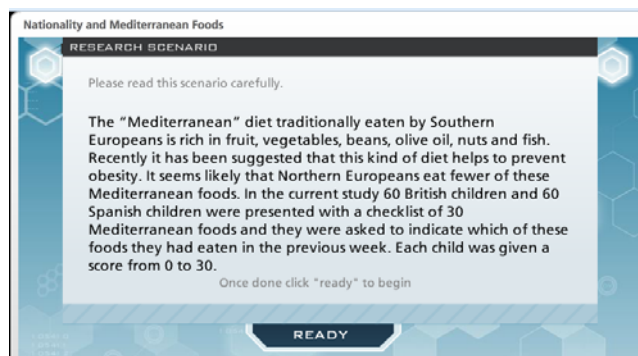 Nationality and Mediterranean Foods
RESEARCH SCENARIO
Please read this scenario carefully.
The “Mediterranean” diet traditionally eaten by Southern
Europeans is rich in fruit, vegetables, beans, olive oil, nuts and fish.
Recently it has been suggested that this kind of diet helps to prevent
obesity. It seems likely that Northern Europeans eat fewer of these
Mediterranean foods. In the current study 60 British children and 60
Spanish children were presented with a checklist of 30
Mediterranean foods and they were asked to indicate which of these
foods they had eaten in the previous week. Each child was given a
score from 0 to 30.
Once done click "ready" to begin
READY